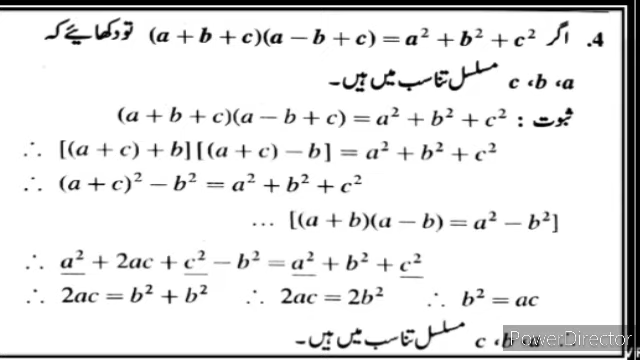 4. اگر (a + b + c)(a − b + c) = a² + b² + c² تو دکھایئے کہ
a، b، c مسلسل تناسب میں ہیں۔
ثبوت : (a + b + c)(a − b + c) = a² + b² + c²
∴ [(a + c) + b][(a + c) − b] = a² + b² + c²
∴ (a + c)² − b² = a² + b² + c²
... [(a + b)(a − b) = a² − b²]
∴ a² + 2ac + c² − b² = a² + b² + c²
∴ 2ac = b² + b² ∴ 2ac = 2b² ∴ b² = ac
b، c مسلسل تناسب میں ہیں۔
PowerDirector